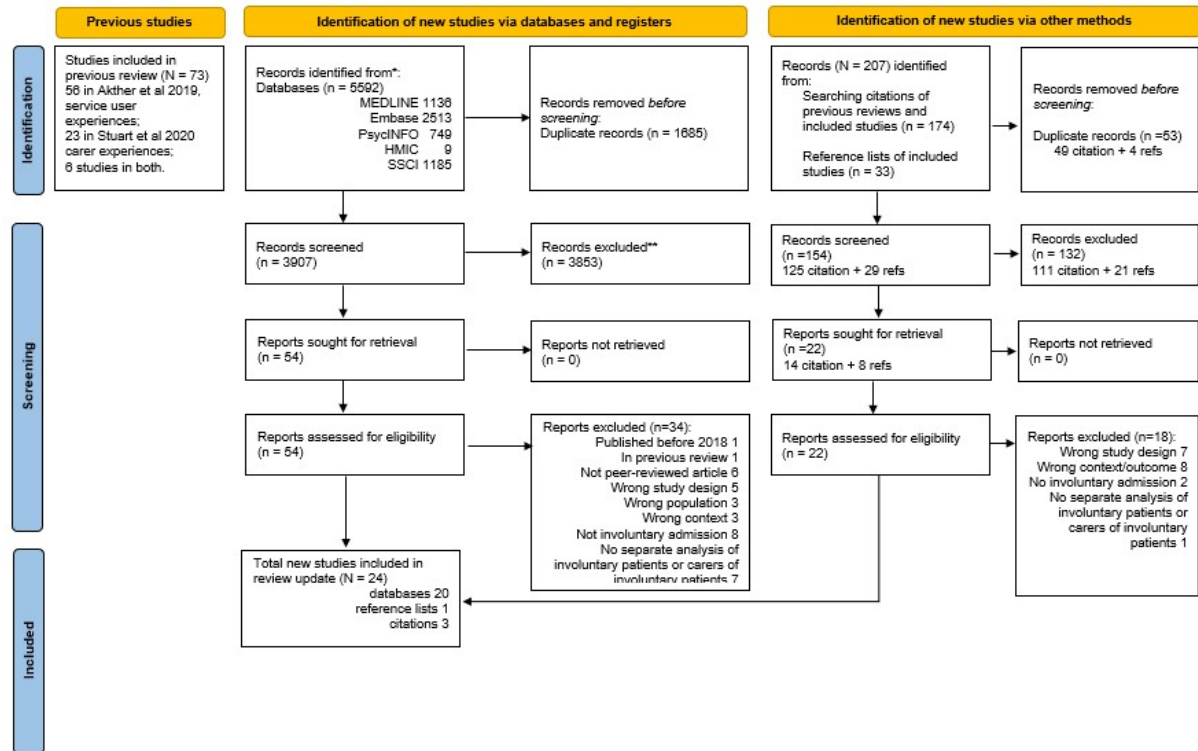 Previous studies
Identification of new studies via databases and registers
Identification of new studies via other methods
Identification
Studies included in
previous review (N = 73)
56 in Akther et al 2019,
service user
experiences;
23 in Stuart et al 2020
carer experiences;
6 studies in both.
Records identified from*:
Databases (n = 5592)
MEDLINE 1136
Embase 2513
PsycINFO 749
HMIC 9
SSCI 1185
Records removed before
screening:
Duplicate records (n = 1685)
Records (N = 207) identified
from:
Searching citations of
previous reviews and
included studies (n = 174)
Reference lists of included
studies (n = 33)
Records removed before
screening:
Duplicate records (n =53)
49 citation + 4 refs
Screening
Records screened
(n = 3907)
Records excluded**
(n = 3853)
Records screened
(n =154)
125 citation + 29 refs
Records excluded
(n = 132)
111 citation + 21 refs
Reports sought for retrieval
(n = 54)
Reports not retrieved
(n = 0)
Reports sought for retrieval
(n =22)
14 citation + 8 refs
Reports not retrieved
(n = 0)
Reports assessed for eligibility
(n = 54)
Reports excluded (n=34):
Published before 2018 1
In previous review 1
Not peer-reviewed article 6
Wrong study design 5
Wrong population 3
Wrong context 3
Not involuntary admission 8
No separate analysis of
involuntary patients or carers of
involuntary patients 7
Reports assessed for eligibility
(n = 22)
Reports excluded (n=18):
Wrong study design 7
Wrong context/outcome 8
No involuntary admission 2
No separate analysis of
involuntary patients or
carers of involuntary
patients 1
Included
Total new studies included in
review update (N = 24)
databases 20
reference lists 1
citations 3